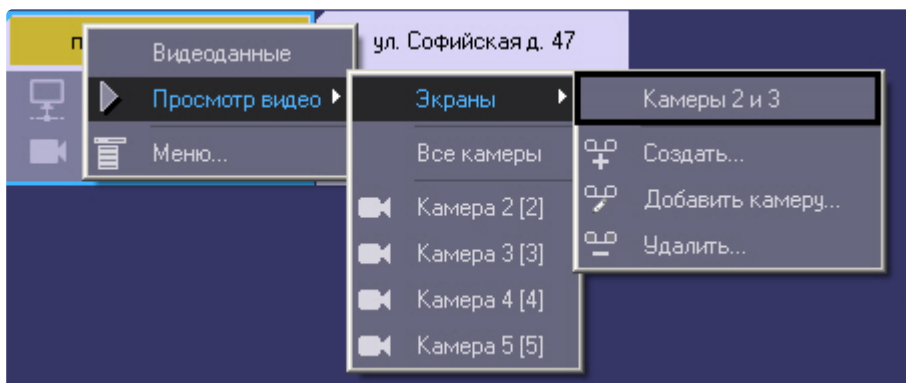 п
ул. Софийская д. 47
Видеоданные
Просмотр видео
Меню...
Экраны
Все камеры
Камера 2 [2]
Камера 3 [3]
Камера 4 [4]
Камера 5 [5]
Камеры 2 и 3
Создать...
Добавить камеру...
Удалить...